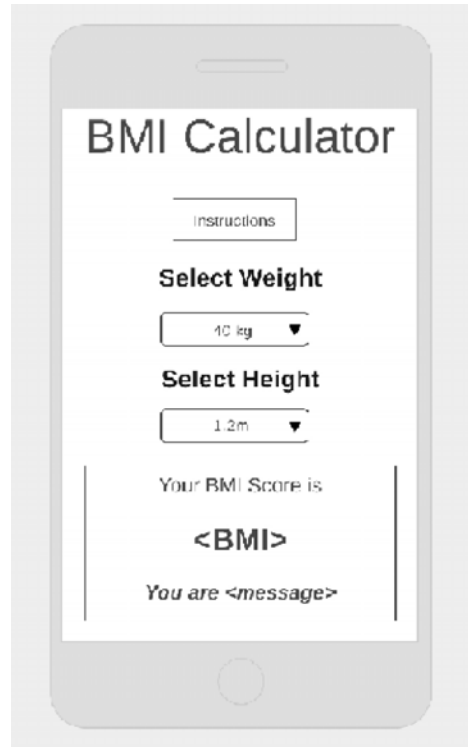 BMI Calculator
Instructions
Select Weight
40 kg
Select Height
1.2m
Your BMI Score is
<BMI>
You are <message>